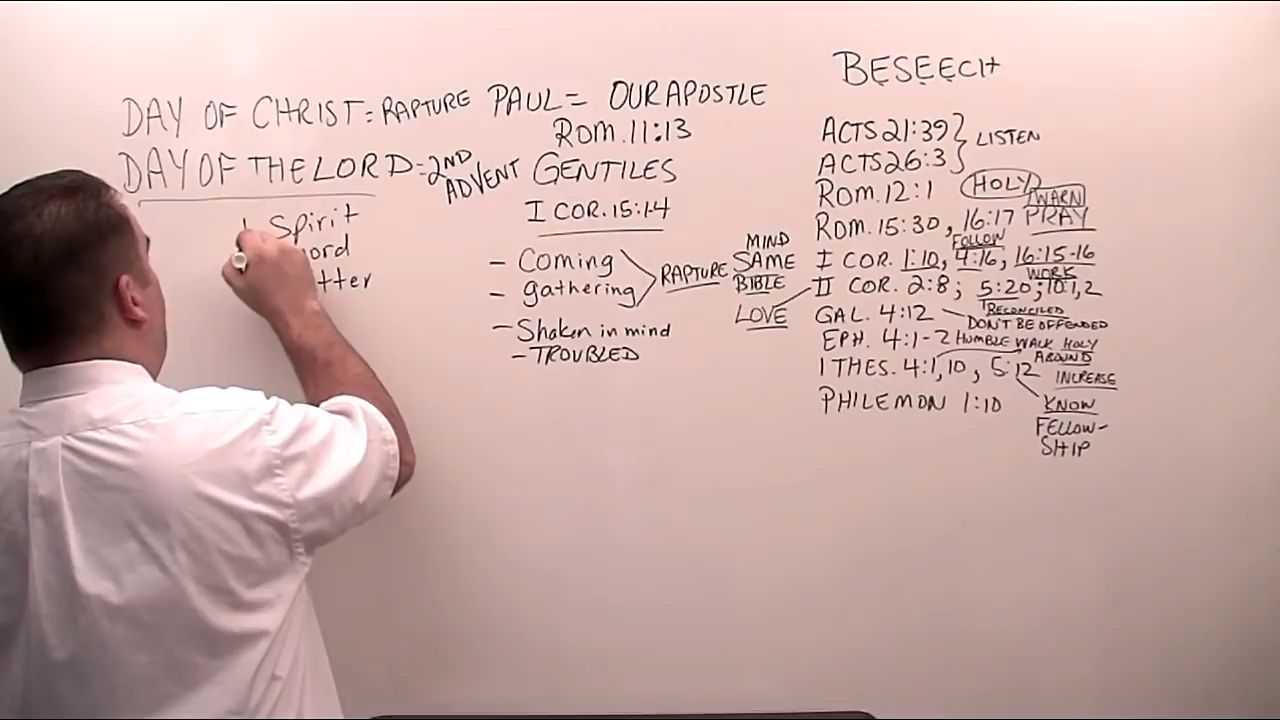 DAY OF CHRIST = RAPTURE
DAY OF THE LORD = 2ND ADVENT
1 Spirit
PAUL = OUR APOSTLE
ROM. 11:13
GENTILES
I COR. 15:1-4
- Coming
- gathering
RAPTURE
- Shaken in mind
- TROUBLED
BESEECH
ACTS 21:39
ACTS 26:3
LISTEN
ROM. 12:1 HOLY
WARN
ROM. 15:30, 16:17 PRAY
FOLLOW
I COR. 1:10, 4:16, 16:15-16
MIND
SAME
BIBLE
WORK
II COR. 2:8; 5:20; 10:1,2
LOVE
RECONCILED
GAL. 4:12 DON'T BE OFFENDED
EPH. 4:1-2 HUMBLE WALK HOLY
ABOUND
I THES. 4:1,10, 5:12
INCREASE
PHILEMON 1:10 KNOW
FELLOW-
SHIP